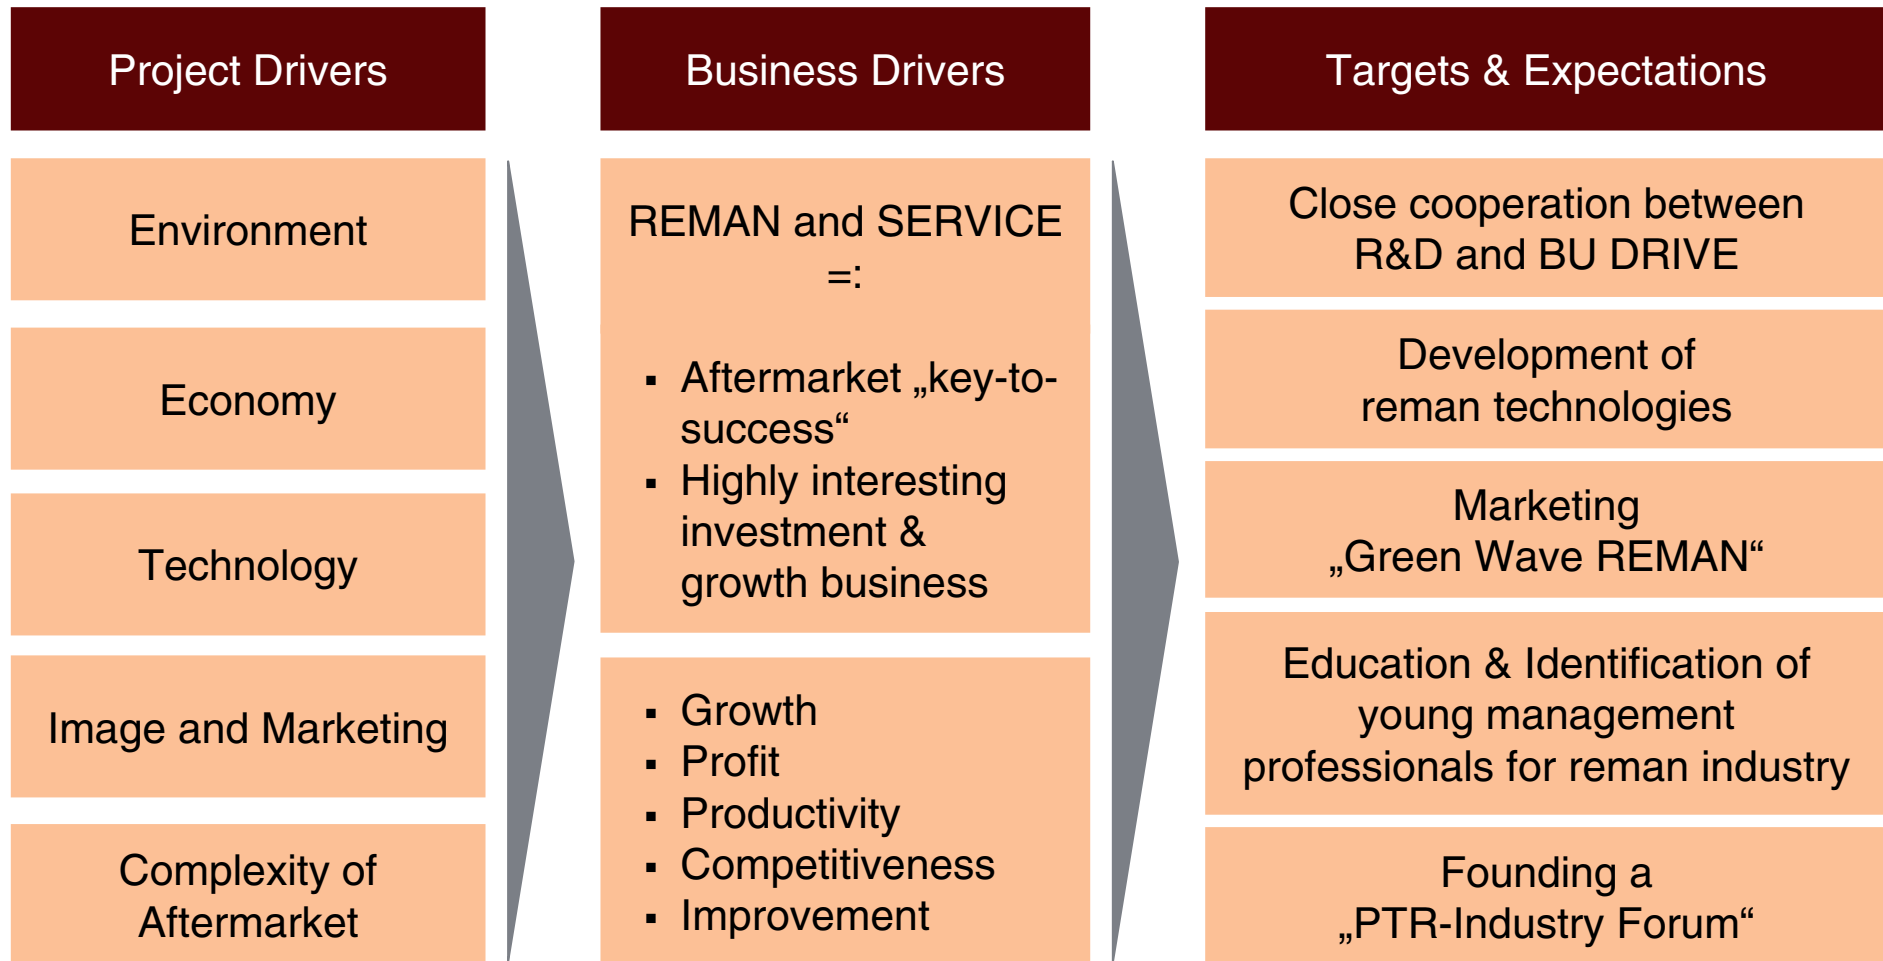 Project Drivers
Environment
Economy
Technology
Image and Marketing
Complexity of
Aftermarket
Business Drivers
REMAN and SERVICE
=:
▪ Aftermarket „key-to-
success“
▪ Highly interesting
investment &
growth business
▪ Growth
▪ Profit
▪ Productivity
▪ Competitiveness
▪ Improvement
Targets & Expectations
Close cooperation between
R&D and BU DRIVE
Development of
reman technologies
Marketing
„Green Wave REMAN“
Education & Identification of
young management
professionals for reman industry
Founding a
„PTR-Industry Forum“